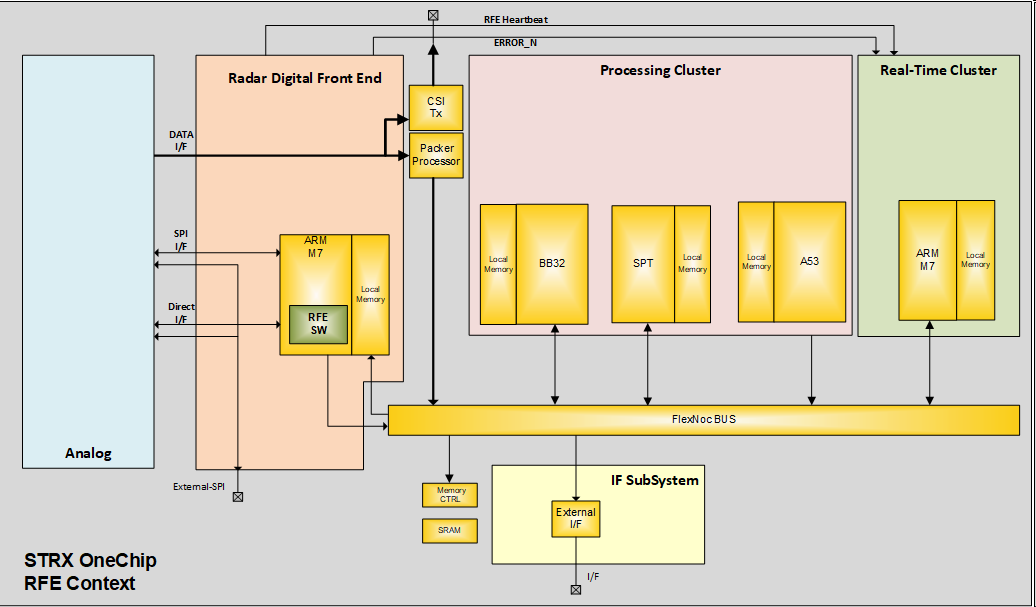 RFE Heartbeat
ERROR_N
Radar Digital Front End
Processing Cluster
Real-Time Cluster
CSI
Tx
DATA
I/F
Packer
Processor
SPI
I/F
ARM
M7
Local
Memory
RFE
SW
Direct
I/F
Local
Memory
BB32
SPT
Local
Memory
Local
Memory
A53
ARM
M7
Local
Memory
FlexNoc BUS
Analog
External-SPI
Memory
CTRL
SRAM
IF SubSystem
External
I/F
I/F
STRX OneChip
RFE Context